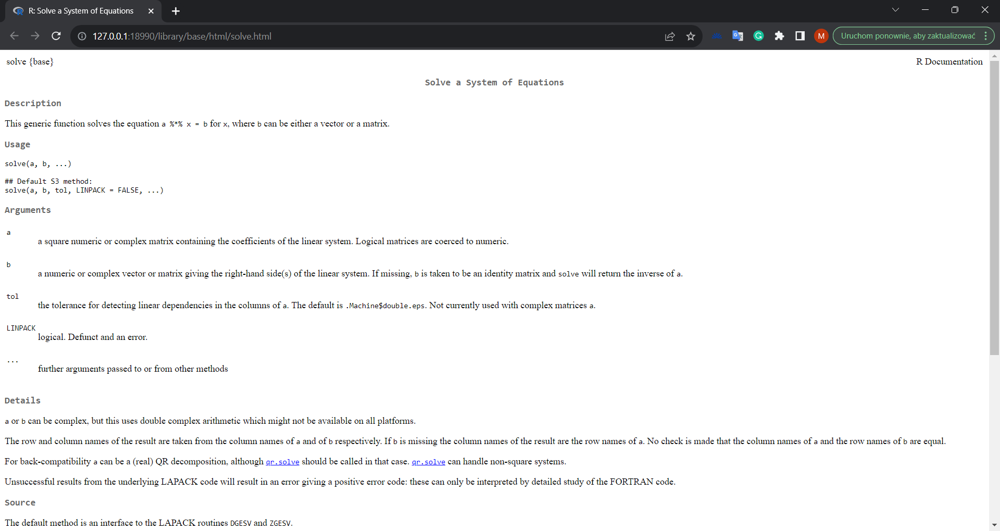 R: Solve a System of Equations
127.0.0.1:18990/library/base/html/solve.html
G
M
Uruchom ponownie, aby zaktualizować
solve {base}
R Documentation
Solve a System of Equations
Description
This generic function solves the equation a %*% x = b for x, where b can be either a vector or a matrix.
Usage
solve(a, b, ...)
## Default S3 method:
solve(a, b, tol, LINPACK = FALSE, ...)
Arguments
a
a square numeric or complex matrix containing the coefficients of the linear system. Logical matrices are coerced to numeric.
b
a numeric or complex vector or matrix giving the right-hand side(s) of the linear system. If missing, b is taken to be an identity matrix and solve will return the inverse of a.
tol
the tolerance for detecting linear dependencies in the columns of a. The default is .Machine$double.eps. Not currently used with complex matrices a.
LINPACK
logical. Defunct and an error.
...
further arguments passed to or from other methods
Details
a or b can be complex, but this uses double complex arithmetic which might not be available on all platforms.
The row and column names of the result are taken from the column names of a and of b respectively. If b is missing the column names of the result are the row names of a. No check is made that the column names of a and the row names of b are equal.
For back-compatibility a can be a (real) QR decomposition, although qr.solve should be called in that case. qr.solve can handle non-square systems.
Unsuccessful results from the underlying LAPACK code will result in an error giving a positive error code: these can only be interpreted by detailed study of the FORTRAN code.
Source
The default method is an interface to the LAPACK routines DGESV and ZGESV.